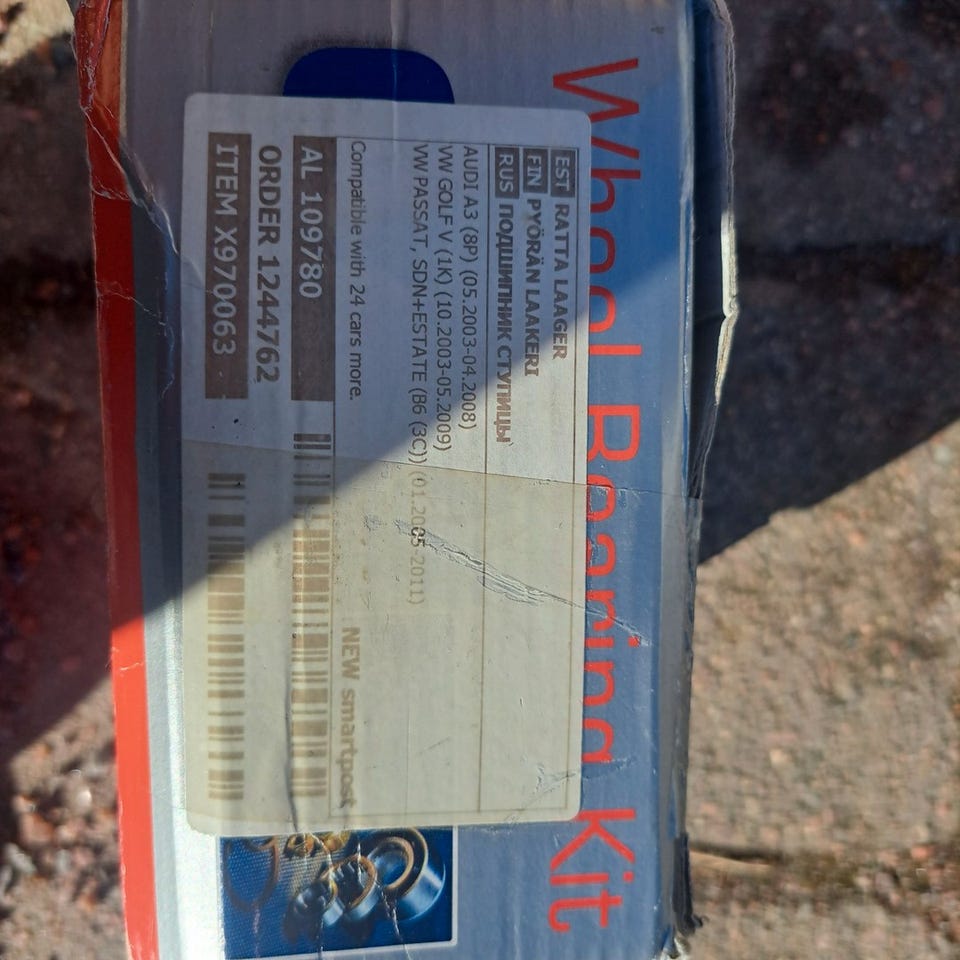 Wheel Bearing Kit
EST RATTA LAAGER
FIN PYÖRÄN LAAKERI
RUS ПОДШИПНИК СТУПИЦЫ
AUDI A3 (8P) (05.2003-04.2008)
VW GOLF V (1K) (10.2003-05.2009)
VW PASSAT, SDN+ESTATE (B6 (3C)) (01.2005-2011)
Compatible with 24 cars more.
NEW smartpost
AL 109780
ORDER 1244762
ITEM X970063